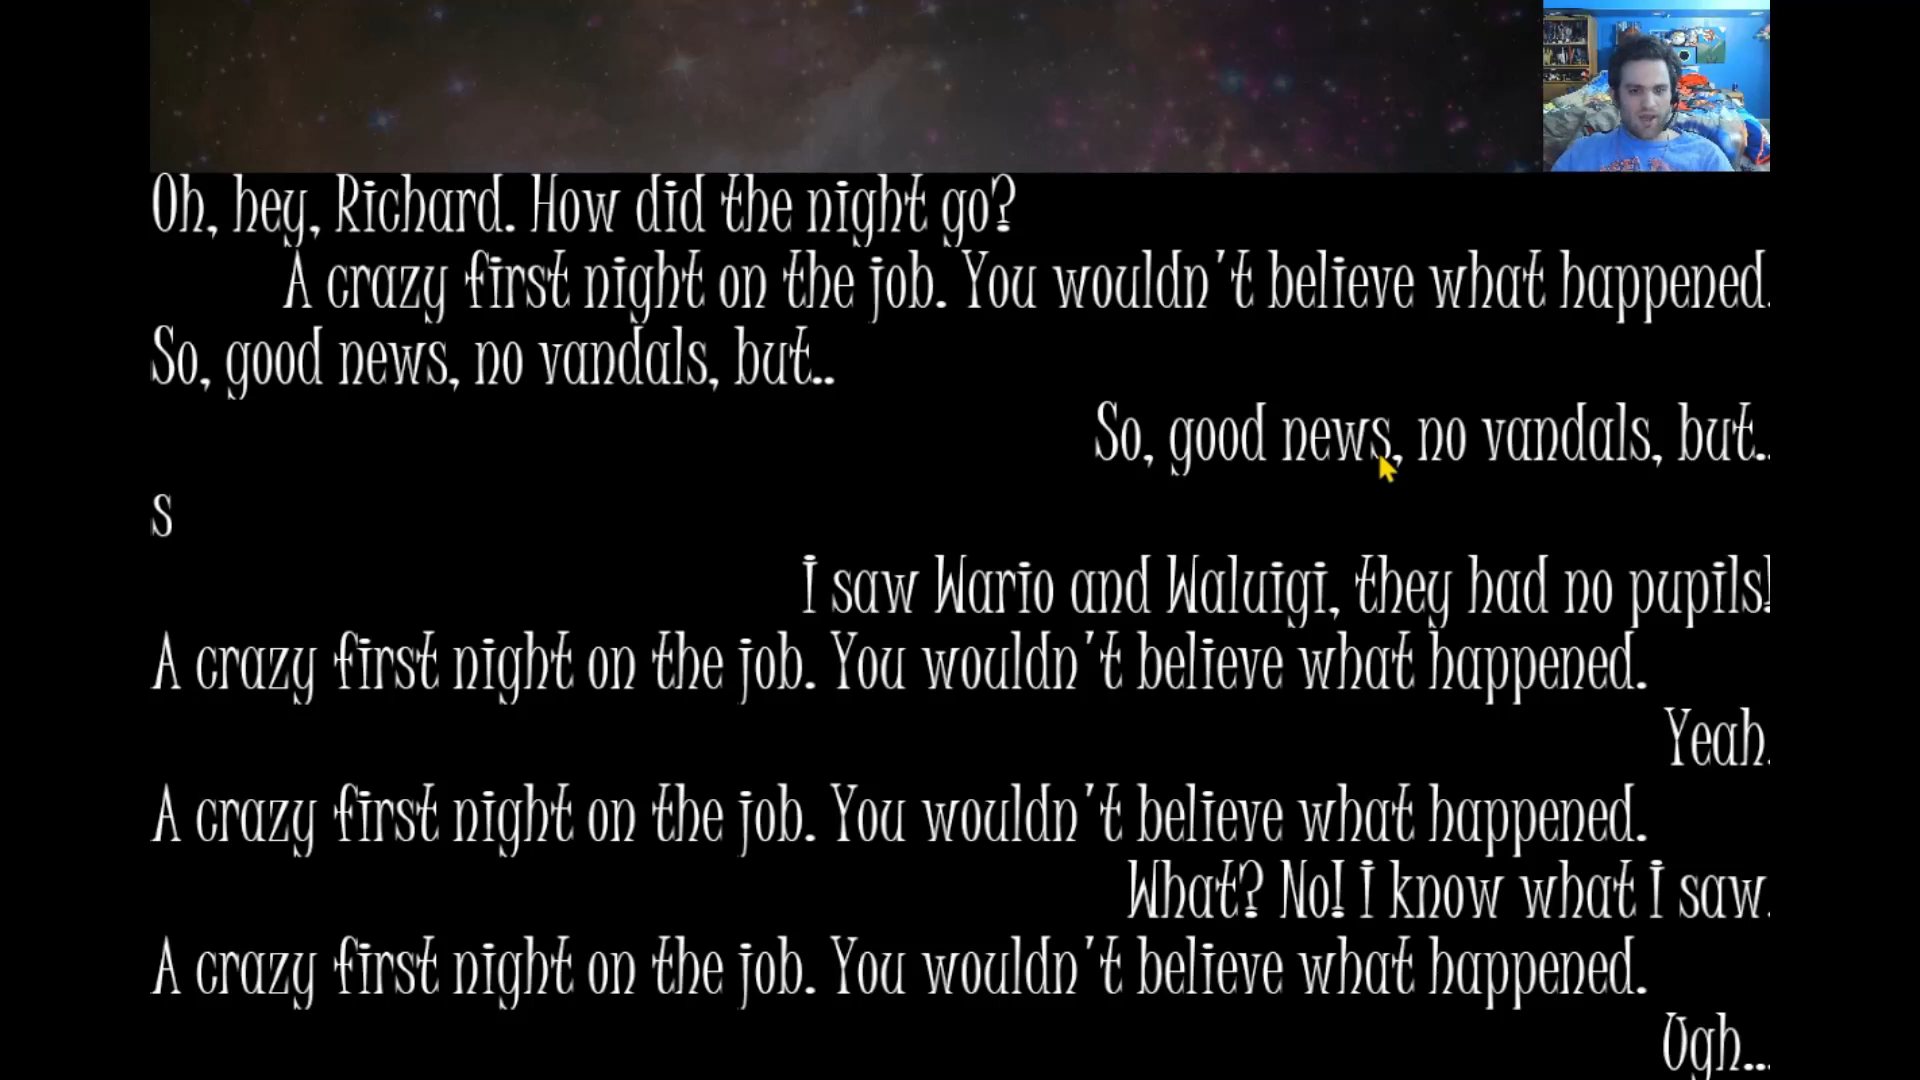 Oh, hey, Richard. How did the night go?
A crazy first night on the job. You wouldn't believe what happened.
So, good news, no vandals, but..
So, good news, no vandals, but..
s
I saw Wario and Waluigi, they had no pupils!
A crazy first night on the job. You wouldn't believe what happened.
Yeah.
A crazy first night on the job. You wouldn't believe what happened.
What? No! I know what I saw.
A crazy first night on the job. You wouldn't believe what happened.
Ugh...